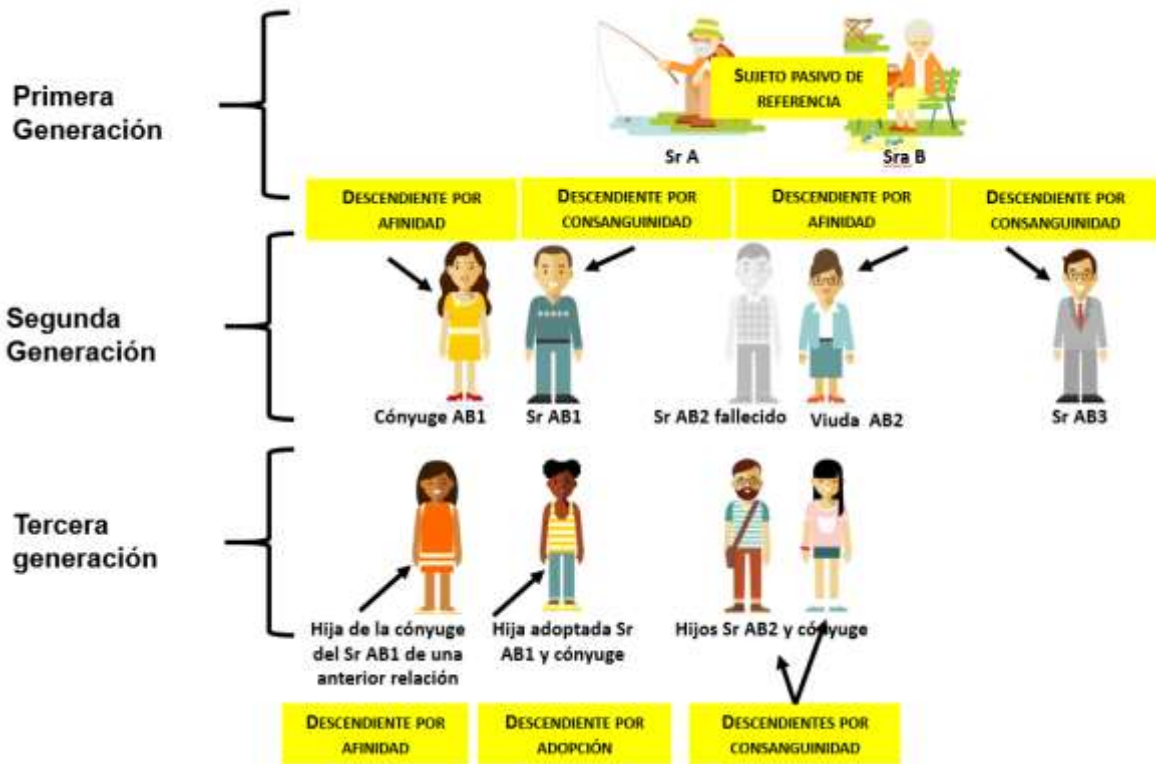 Primera
Generación
SUJETO PASIVO DE
REFERENCIA
Sr A
Sra B
DESCENDIENTE POR
AFINIDAD
DESCENDIENTE POR
CONSANGUINIDAD
DESCENDIENTE POR
AFINIDAD
DESCENDIENTE POR
CONSANGUINIDAD
Segunda
Generación
Cónyuge AB1
Sr AB1
Sr AB2 fallecido
Viuda AB2
Sr AB3
Tercera
generación
Hija de la cónyuge
del Sr AB1 de una
anterior relación
Hija adoptada Sr
AB1 y cónyuge
Hijos Sr AB2 y cónyuge
DESCENDIENTE POR
AFINIDAD
DESCENDIENTE POR
ADOPCIÓN
DESCENDIENTES POR
CONSANGUINIDAD